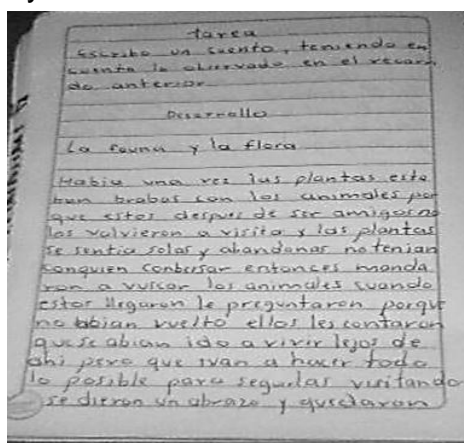 tarea
Escribo un cuento, teniendo en
cuenta lo observado en el recorri
do anterior
Desarrollo
La fauna y la flora
Habia una vez las plantas esta
ban brabas con los animales por
que estos despues de ser amigos no
las volvieron a visita y las plantas
se sentia solas y abandonas no tenian
conquien conbersar entonces manda
ron a vuscar los animales cuando
estos llegaron le preguntaron porque
no abian vuelto ellos les contaron
que se abian ido a vivir lejos de
ahi pero que ivan a hacer todo
lo posible para seguirlas visitando
se dieron un abrazo y quedaron